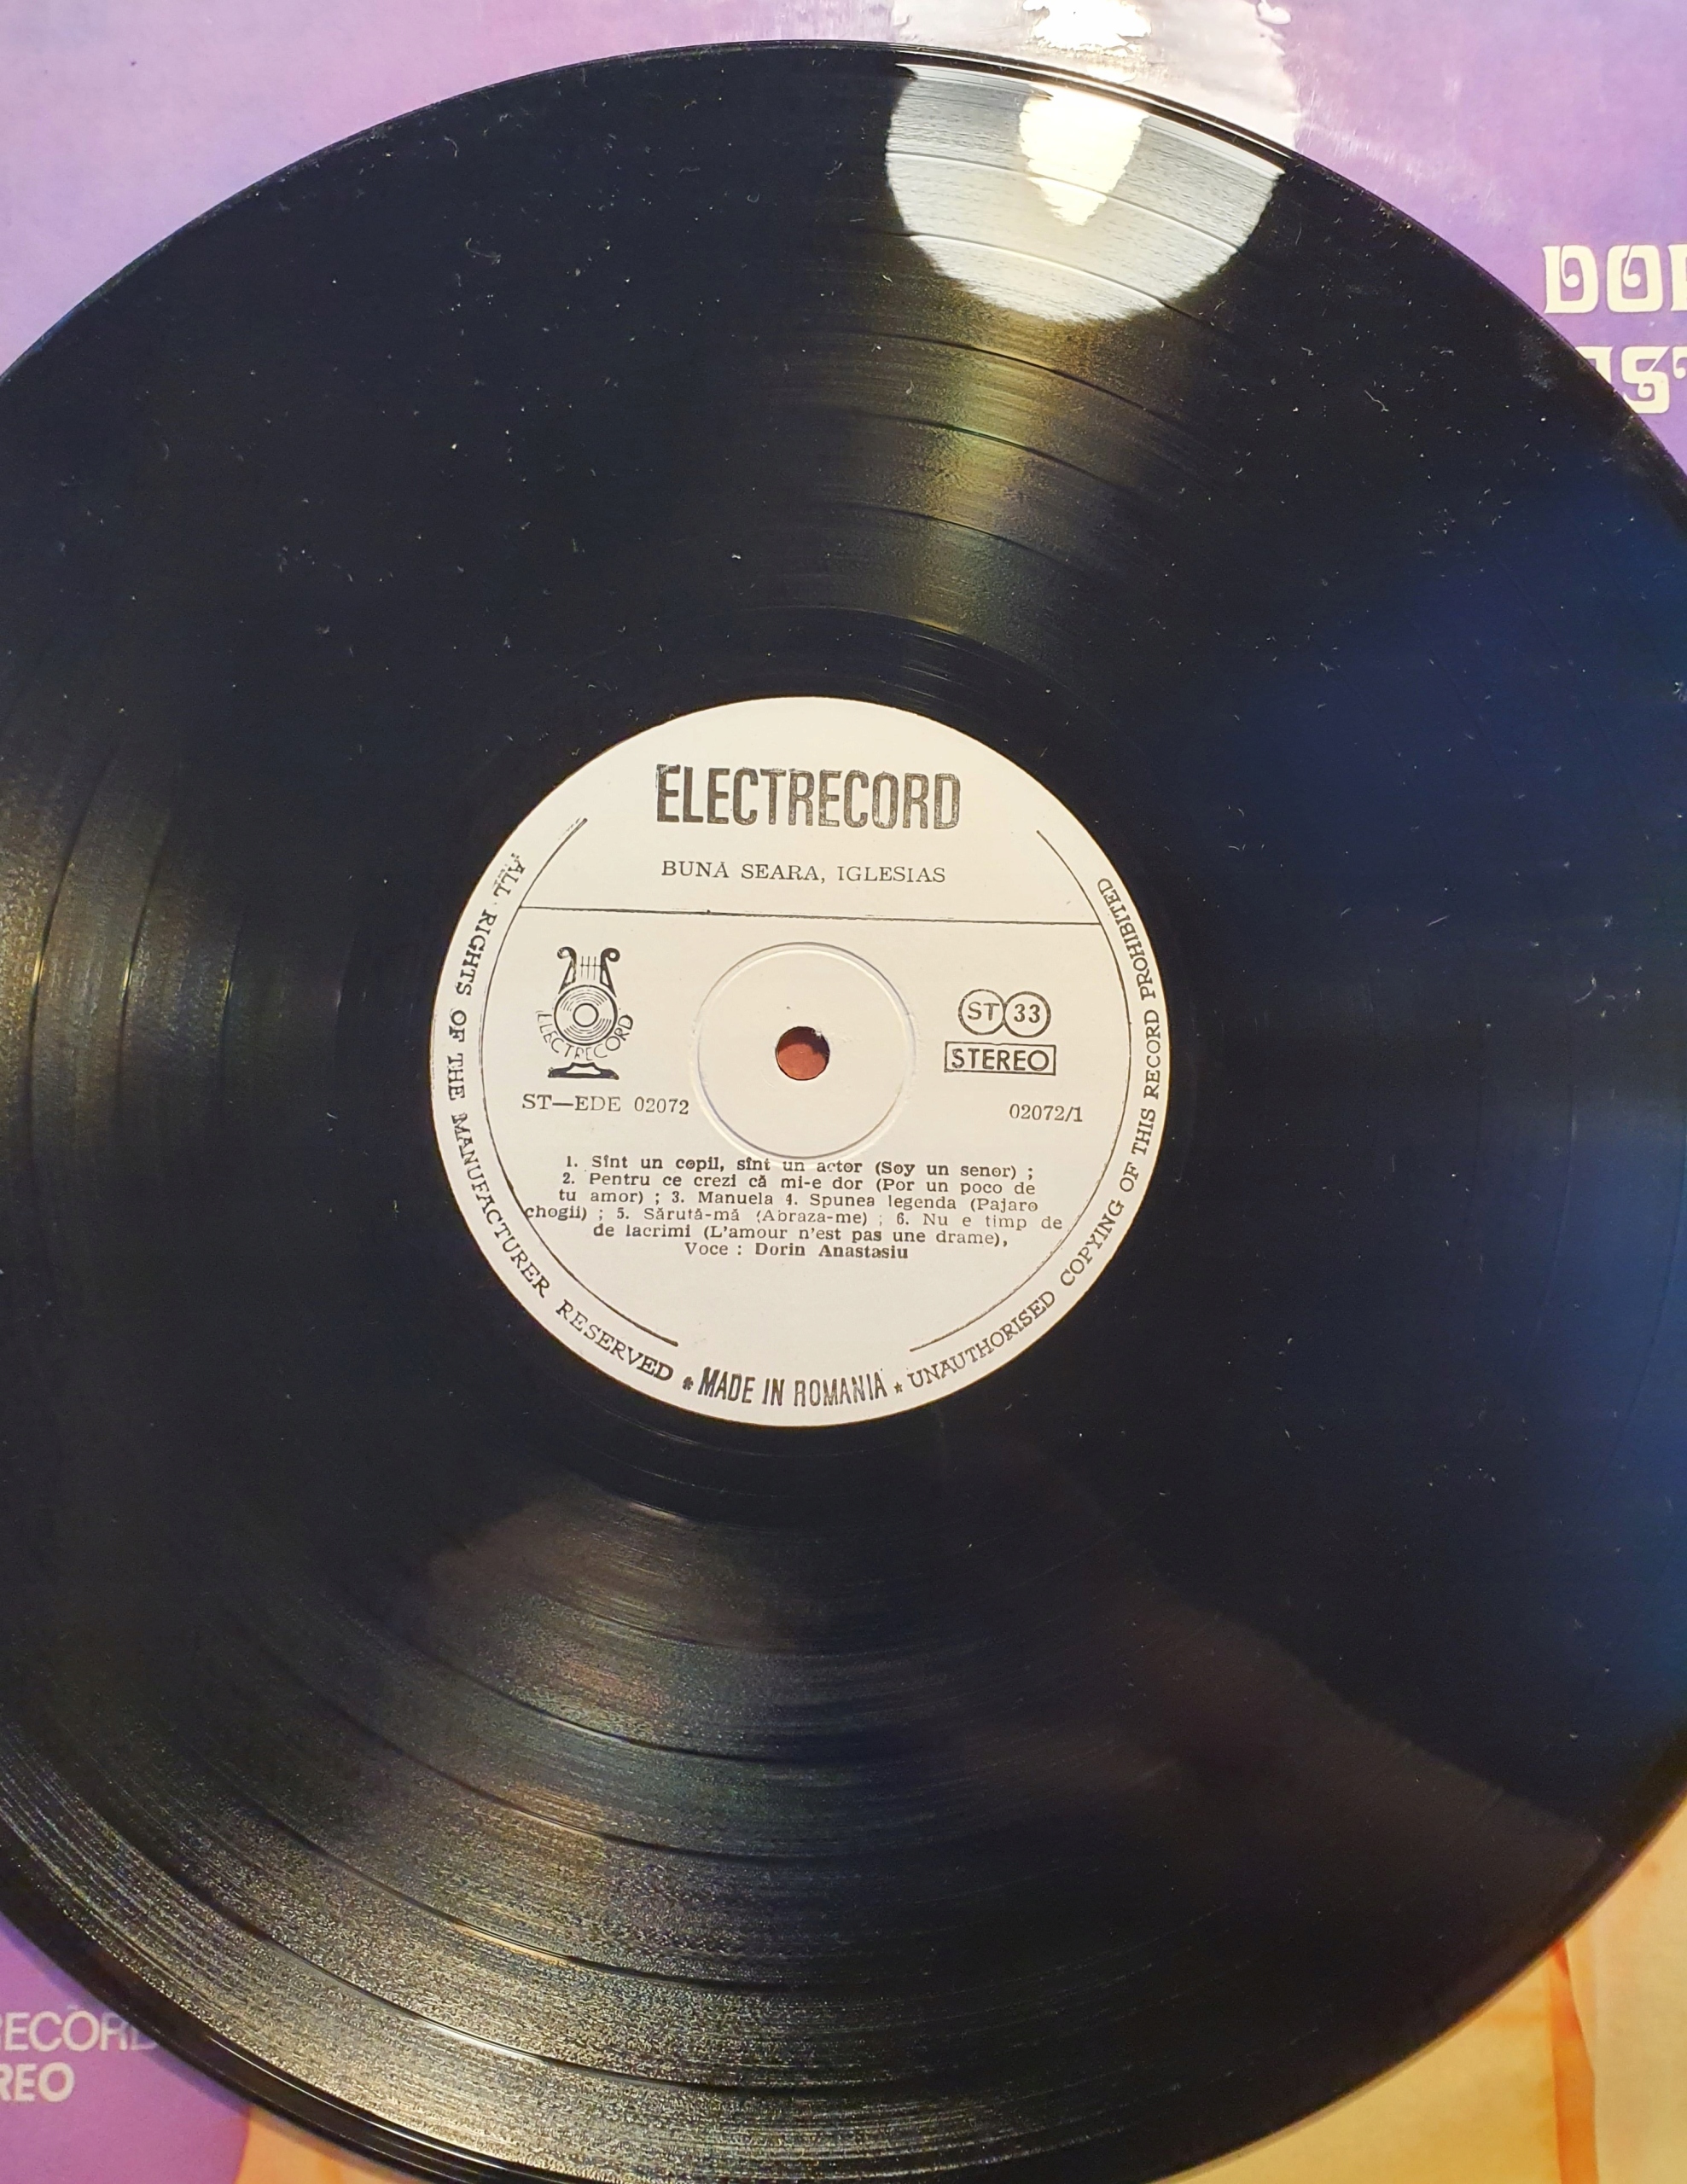 ELECTRECORD
BUNĂ SEARA, IGLESIAS
ELECTRECORD
ST 33
STEREO
ST—EDE 02072
02072/1
1. Sînt un copil, sînt un actor (Soy un senor) ;
2. Pentru ce crezi că mi-e dor (Por un poco de
tu amor) ; 3. Manuela 4. Spunea legenda (Pajaro
chogii) ; 5. Sărută-mă (Abraza-me) ; 6. Nu e timp de
de lacrimi (L'amour n'est pas une drame),
Voce : Dorin Anastasiu
ALL RIGHTS OF THE MANUFACTURER RESERVED * MADE IN ROMANIA * UNAUTHORISED COPYING OF THIS RECORD PROHIBITED